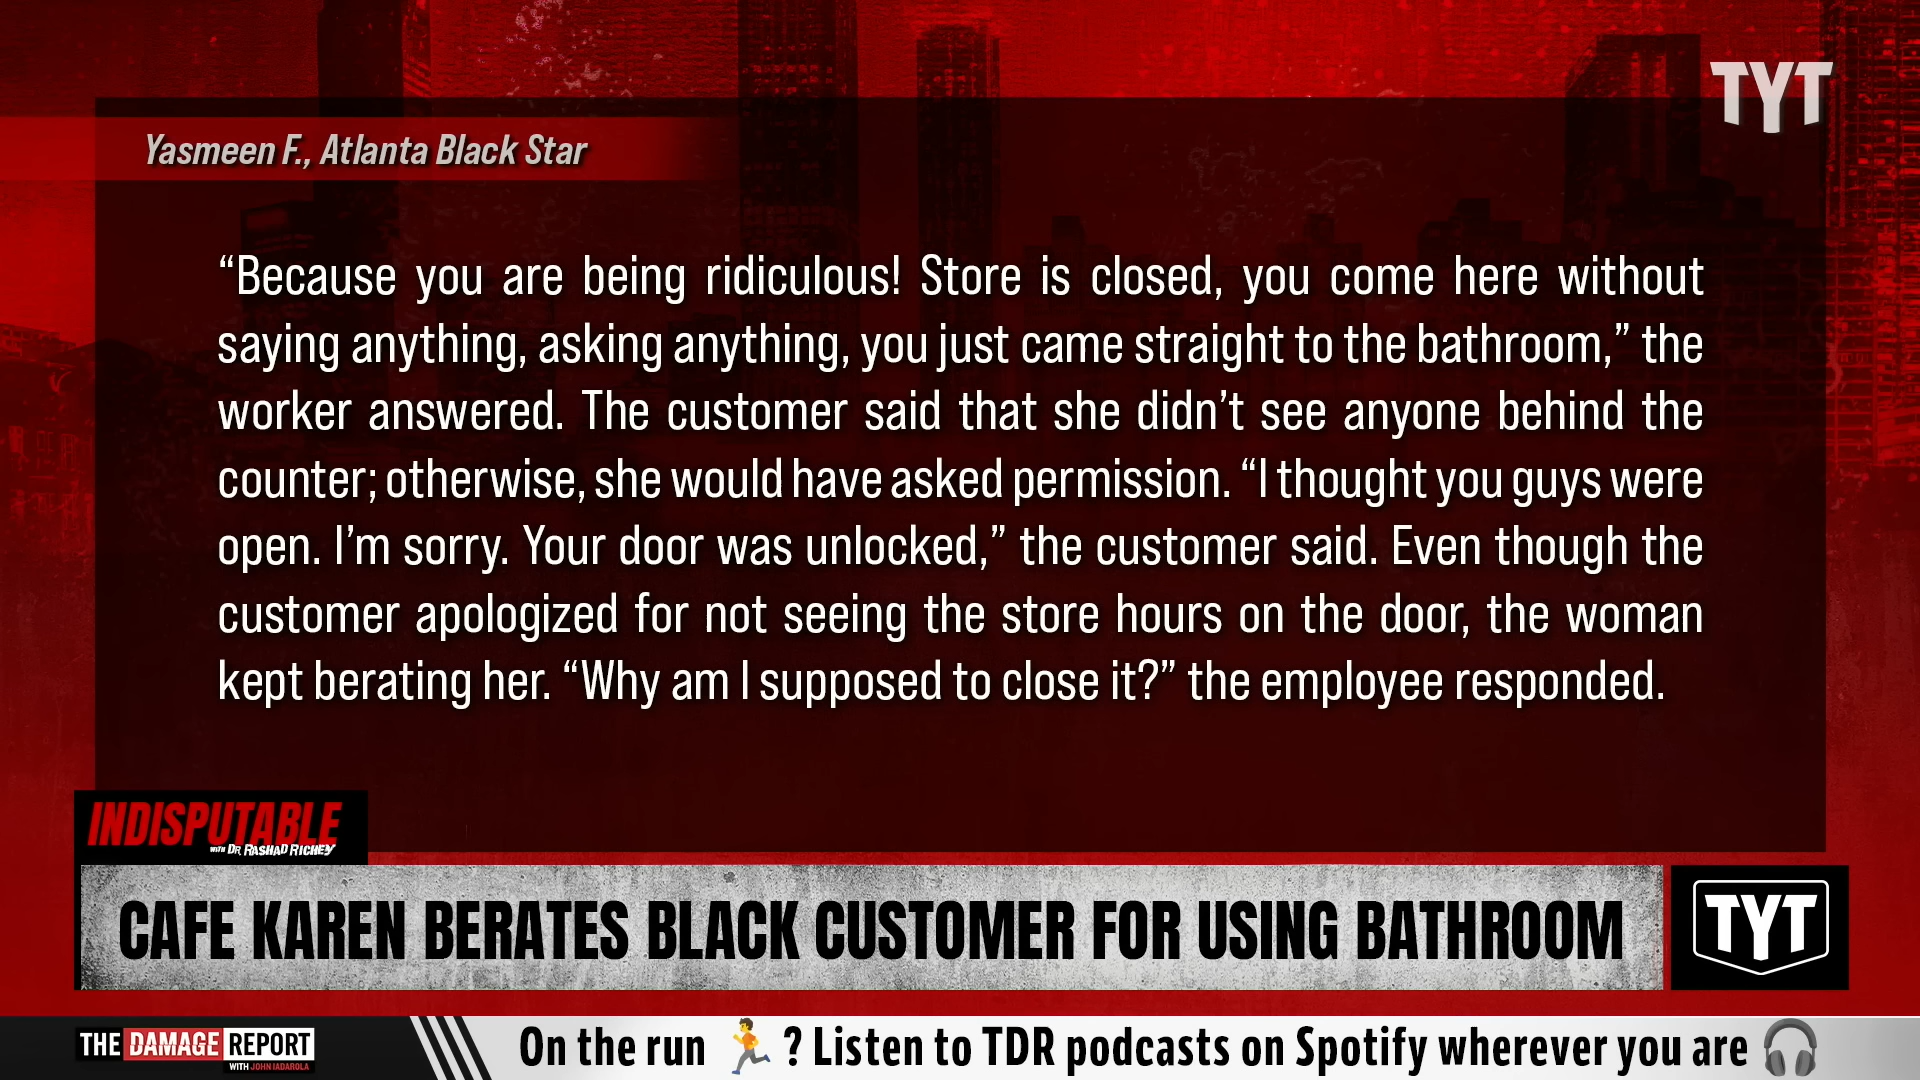 TYT
Yasmeen F., Atlanta Black Star
“Because you are being ridiculous! Store is closed, you come here without
saying anything, asking anything, you just came straight to the bathroom,” the
worker answered. The customer said that she didn’t see anyone behind the
counter; otherwise, she would have asked permission. “I thought you guys were
open. I’m sorry. Your door was unlocked,” the customer said. Even though the
customer apologized for not seeing the store hours on the door, the woman
kept berating her. “Why am I supposed to close it?” the employee responded.
INDISPUTABLE
WITH DR RASHAD RICHEY
CAFE KAREN BERATES BLACK CUSTOMER FOR USING BATHROOM
TYT
THE DAMAGE REPORT
WITH JOHN IADAROLA
On the run 🏃 ? Listen to TDR podcasts on Spotify wherever you are 🎧